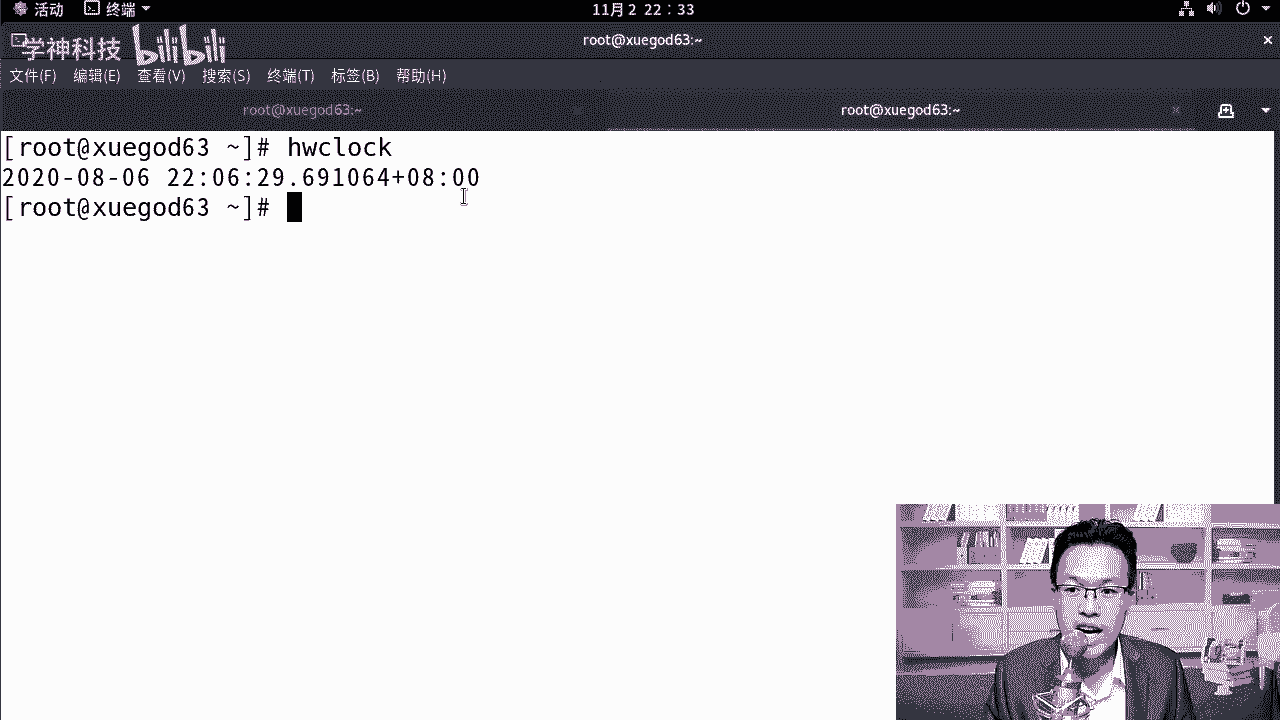 活动 终端 11月 2 22:33
学神科技 bilibili root@xuegod63:~
文件(F) 编辑(E) 查看(V) 搜索(S) 终端(T) 标签(B) 帮助(H)
root@xuegod63:~ root@xuegod63:~
[root@xuegod63 ~]# hwclock
2020-08-06 22:06:29.691064+08:00
[root@xuegod63 ~]#